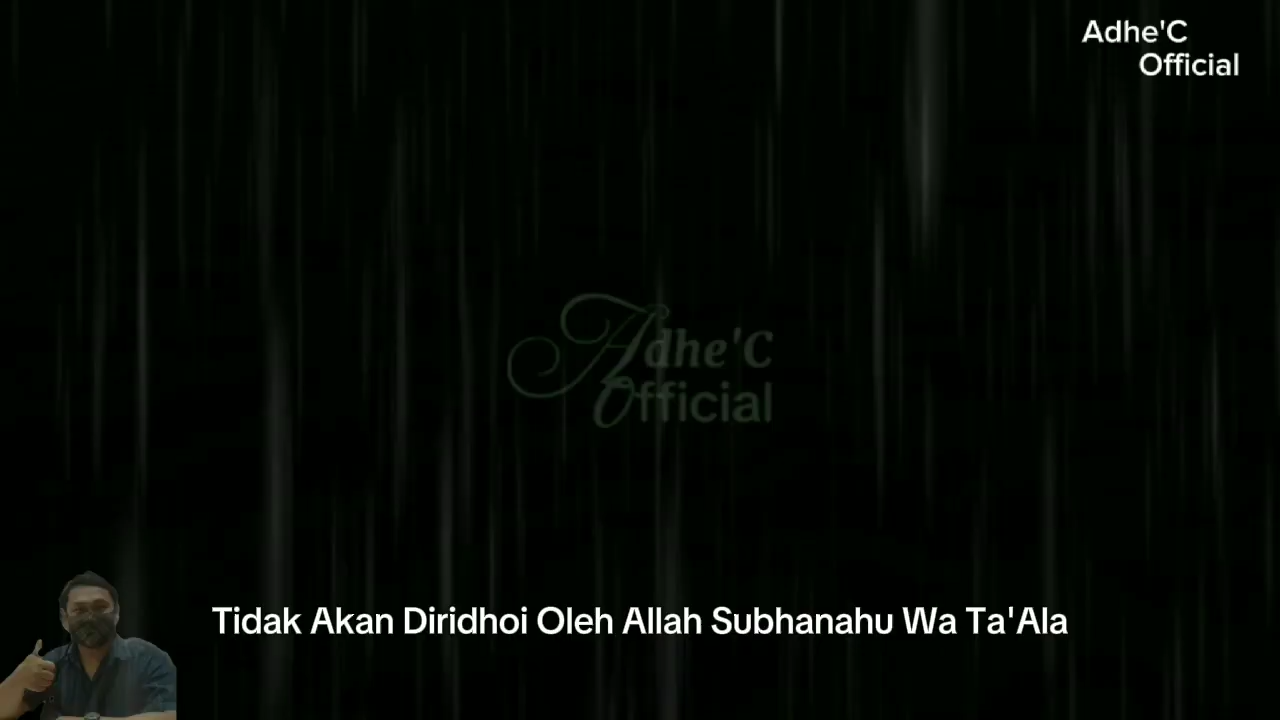 Adhe'C
Official
Adhe'C
Official
Tidak Akan Diridhoi Oleh Allah Subhanahu Wa Ta'Ala